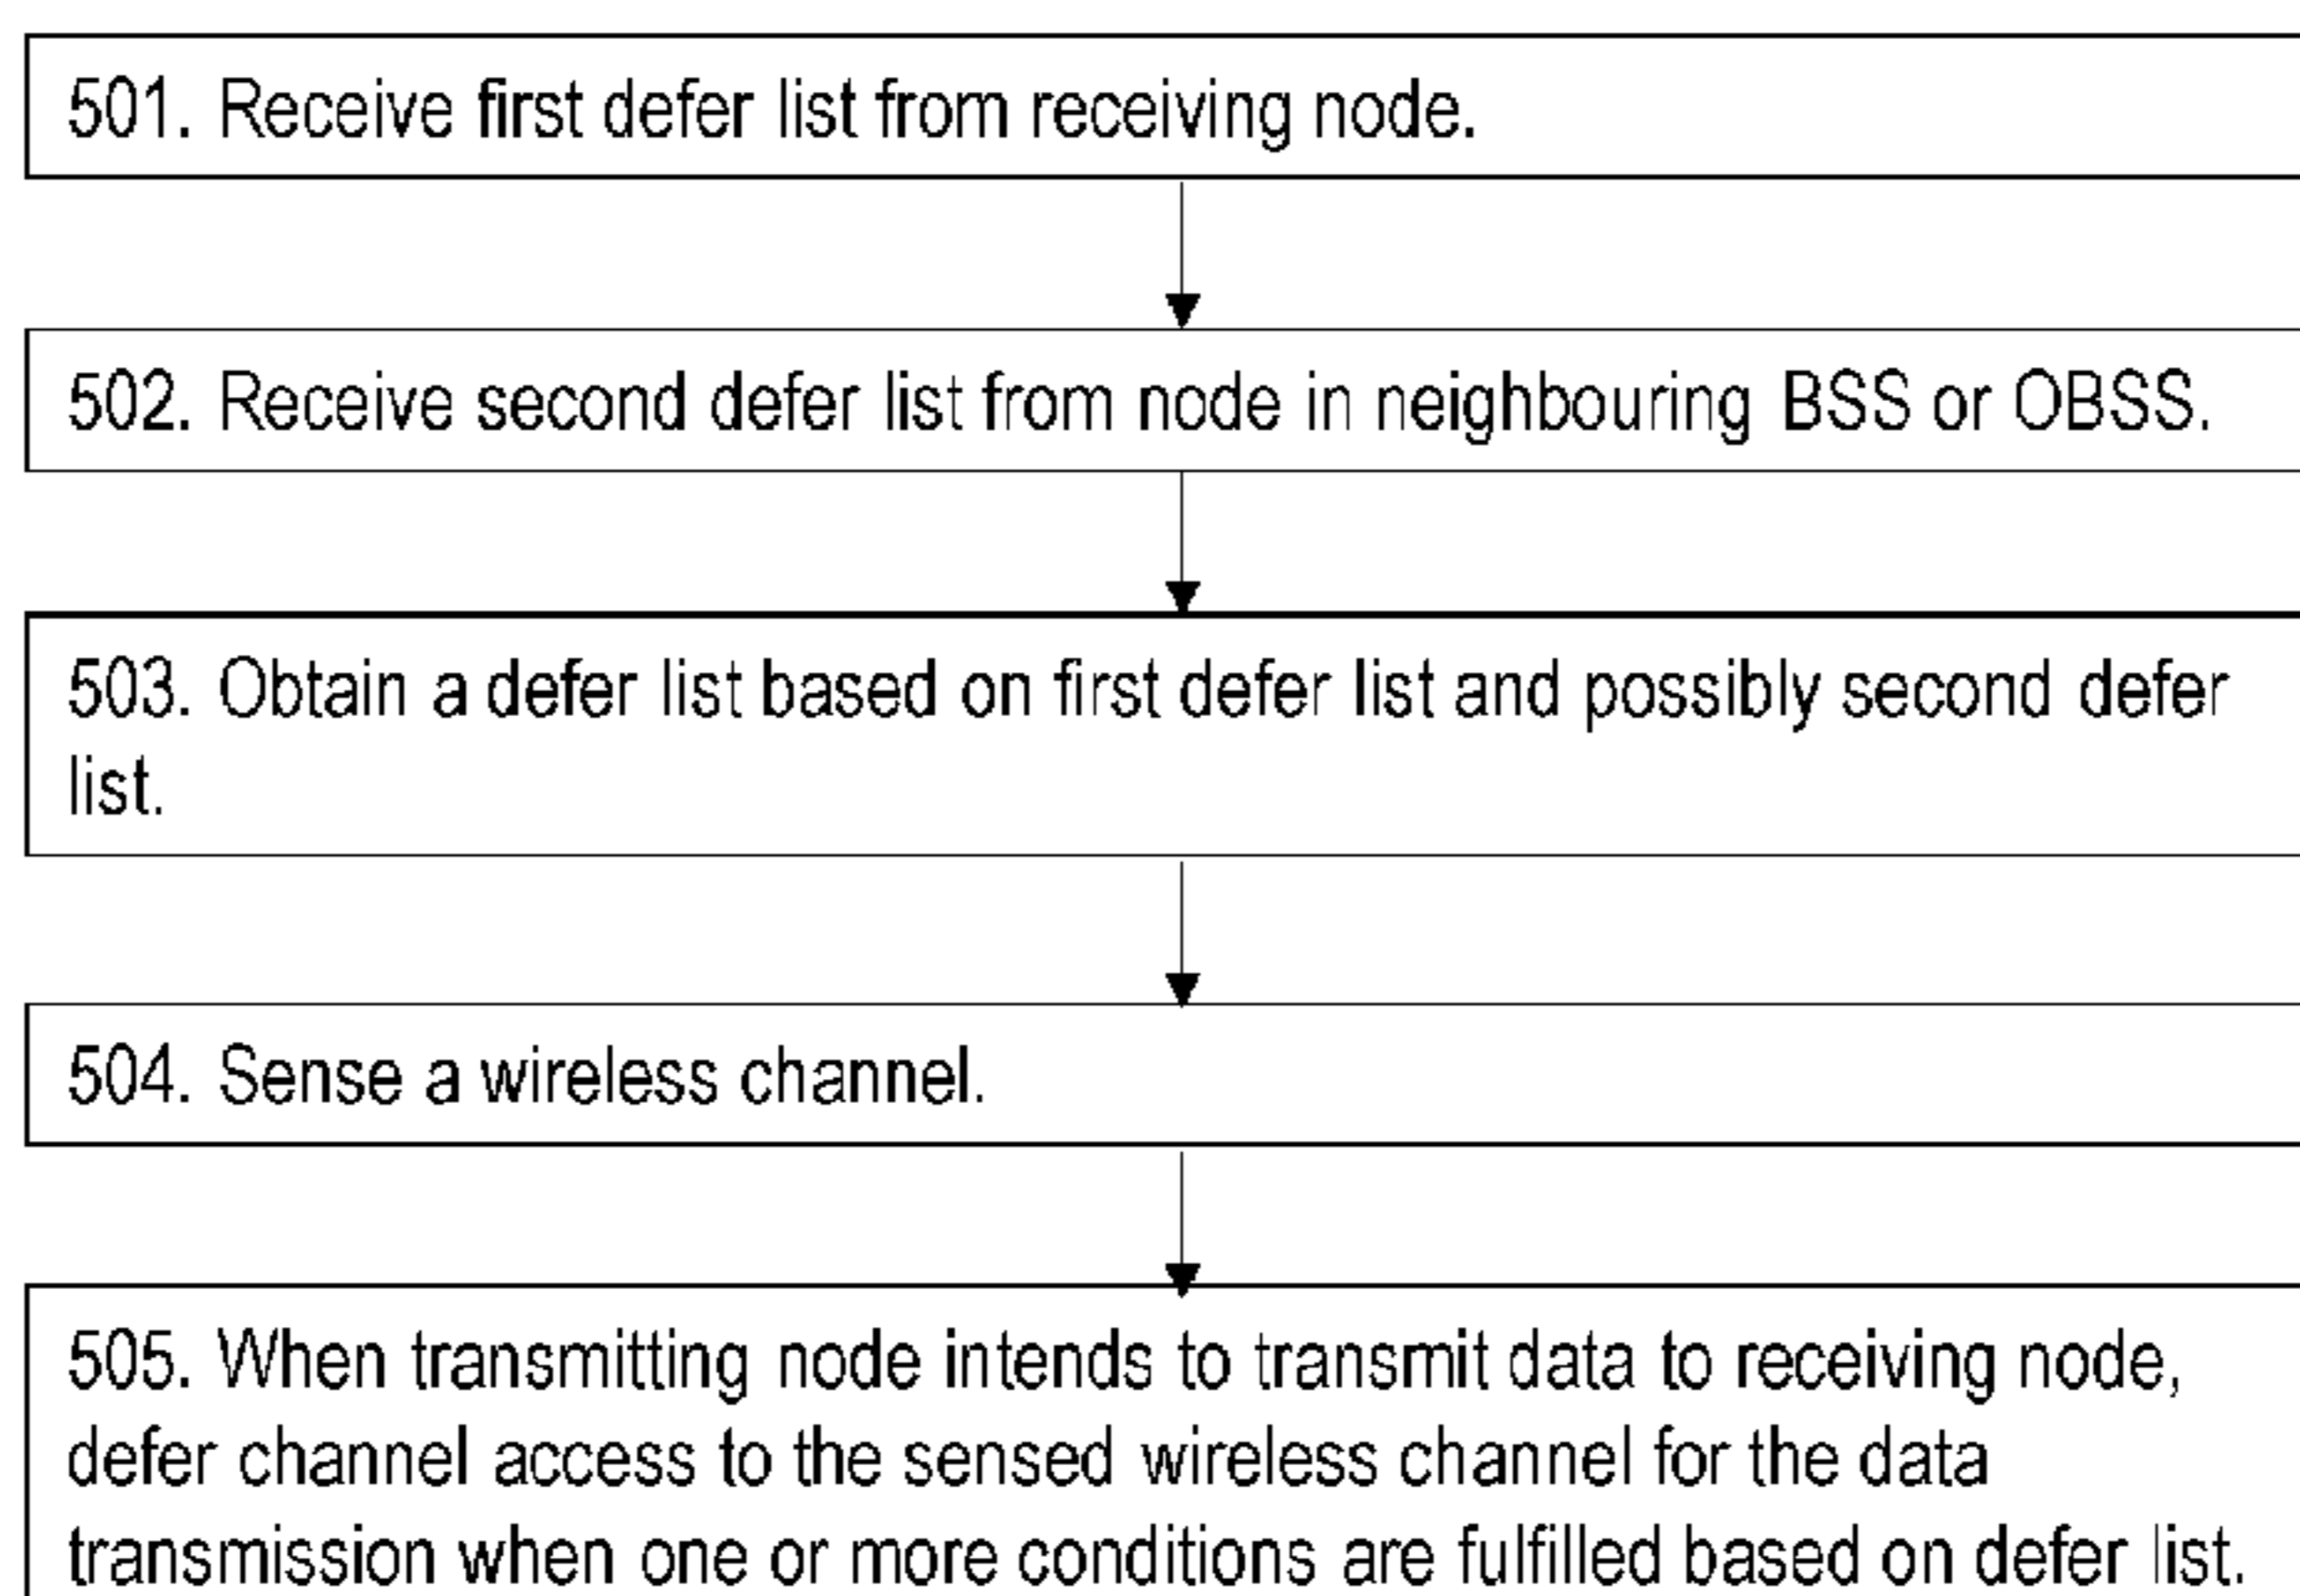 501. Receive first defer list from receiving node.
502. Receive second defer list from node in neighbouring BSS or OBSS.
503. Obtain a defer list based on first defer list and possibly second defer
list.
504. Sense a wireless channel.
505. When transmitting node intends to transmit data to receiving node,
defer channel access to the sensed wireless channel for the data
transmission when one or more conditions are fulfilled based on defer list.